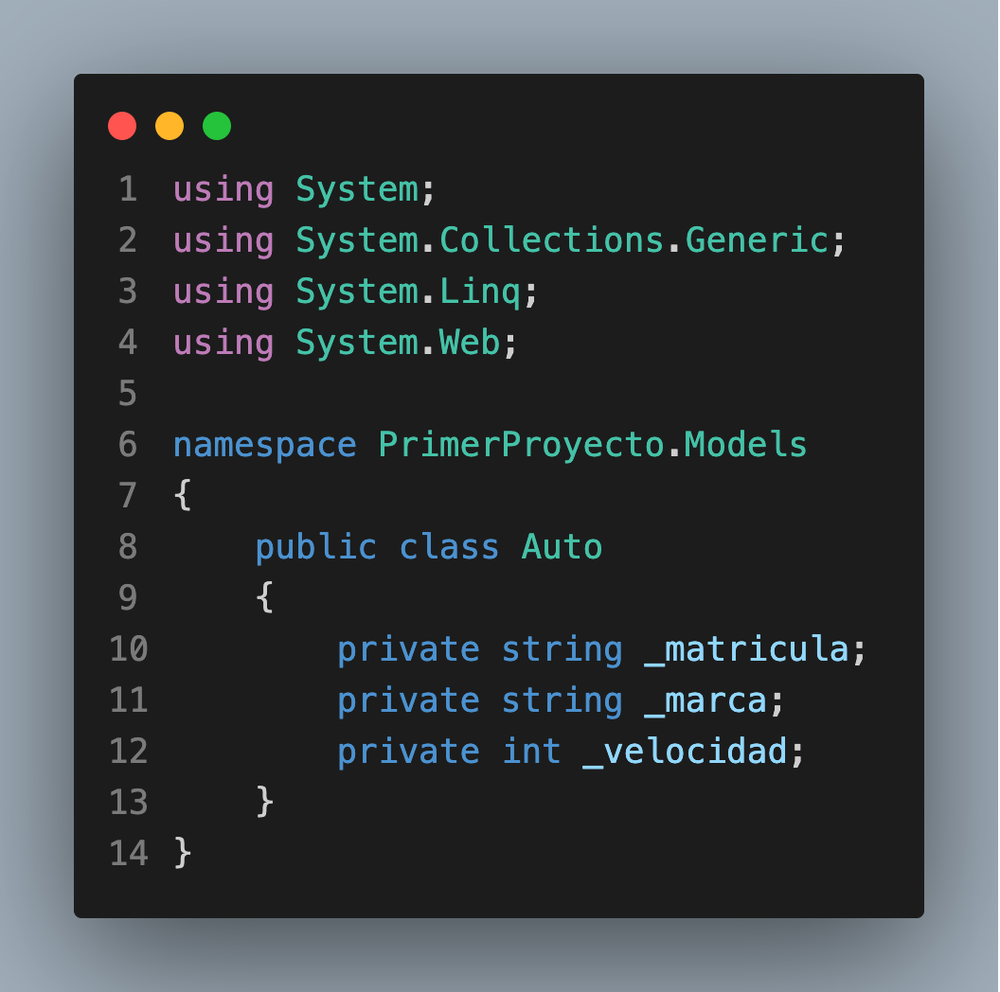 1 using System;
2 using System.Collections.Generic;
3 using System.Linq;
4 using System.Web;
5
6 namespace PrimerProyecto.Models
7 {
8     public class Auto
9     {
10         private string _matricula;
11         private string _marca;
12         private int _velocidad;
13     }
14 }